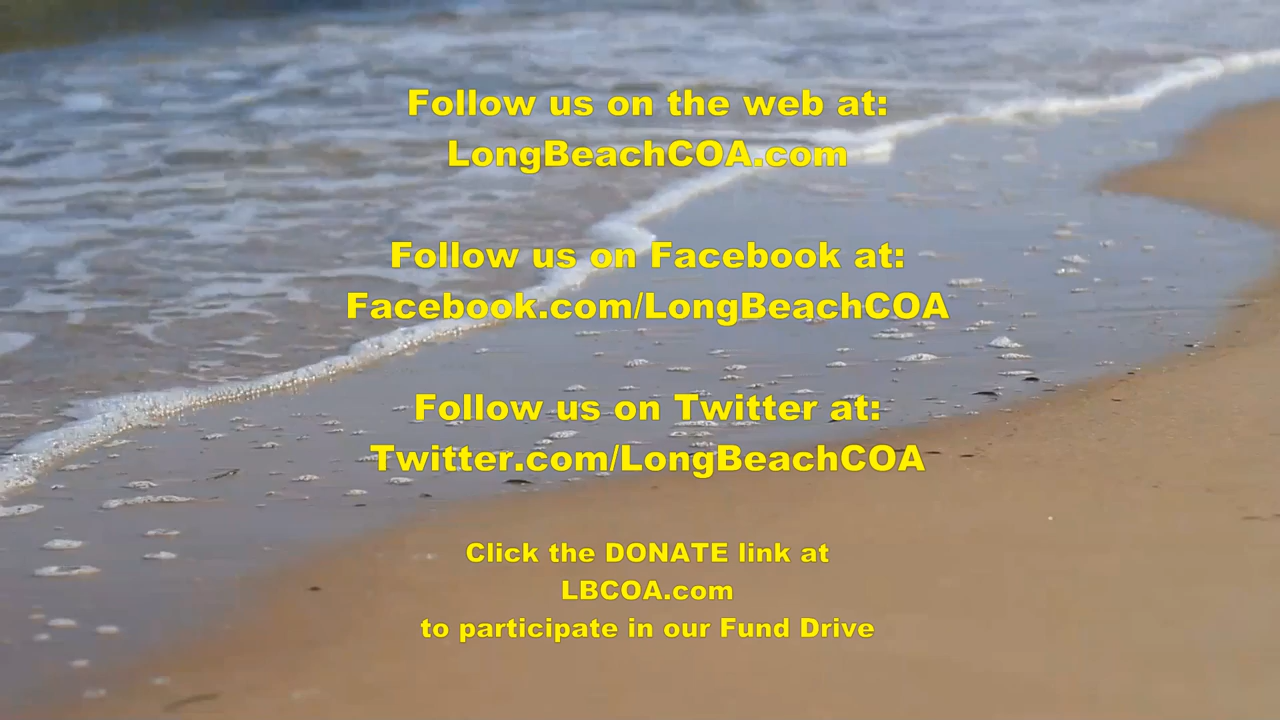 Follow us on the web at:
LongBeachCOA.com
Follow us on Facebook at:
Facebook.com/LongBeachCOA
Follow us on Twitter at:
Twitter.com/LongBeachCOA
Click the DONATE link at
LBCOA.com
to participate in our Fund Drive